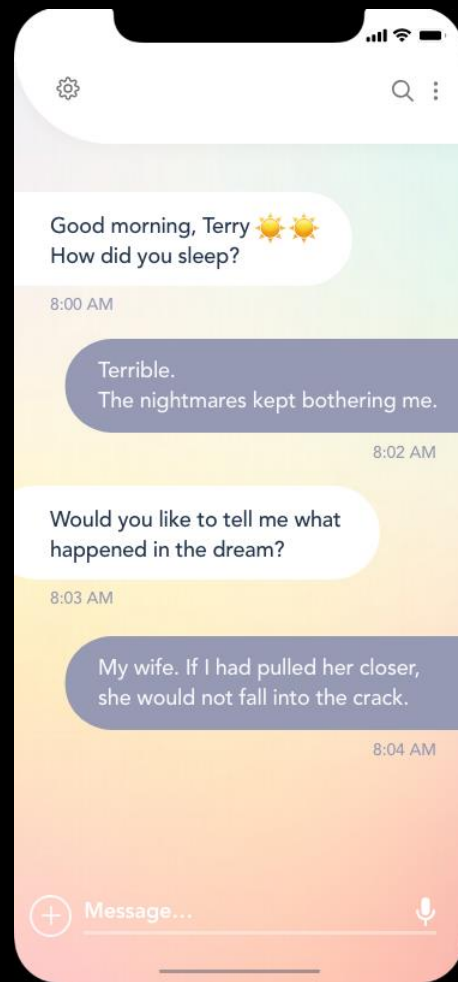 Good morning, Terry ☀️☀️
How did you sleep?
8:00 AM
Terrible.
The nightmares kept bothering me.
8:02 AM
Would you like to tell me what
happened in the dream?
8:03 AM
My wife. If I had pulled her closer,
she would not fall into the crack.
8:04 AM
Message...